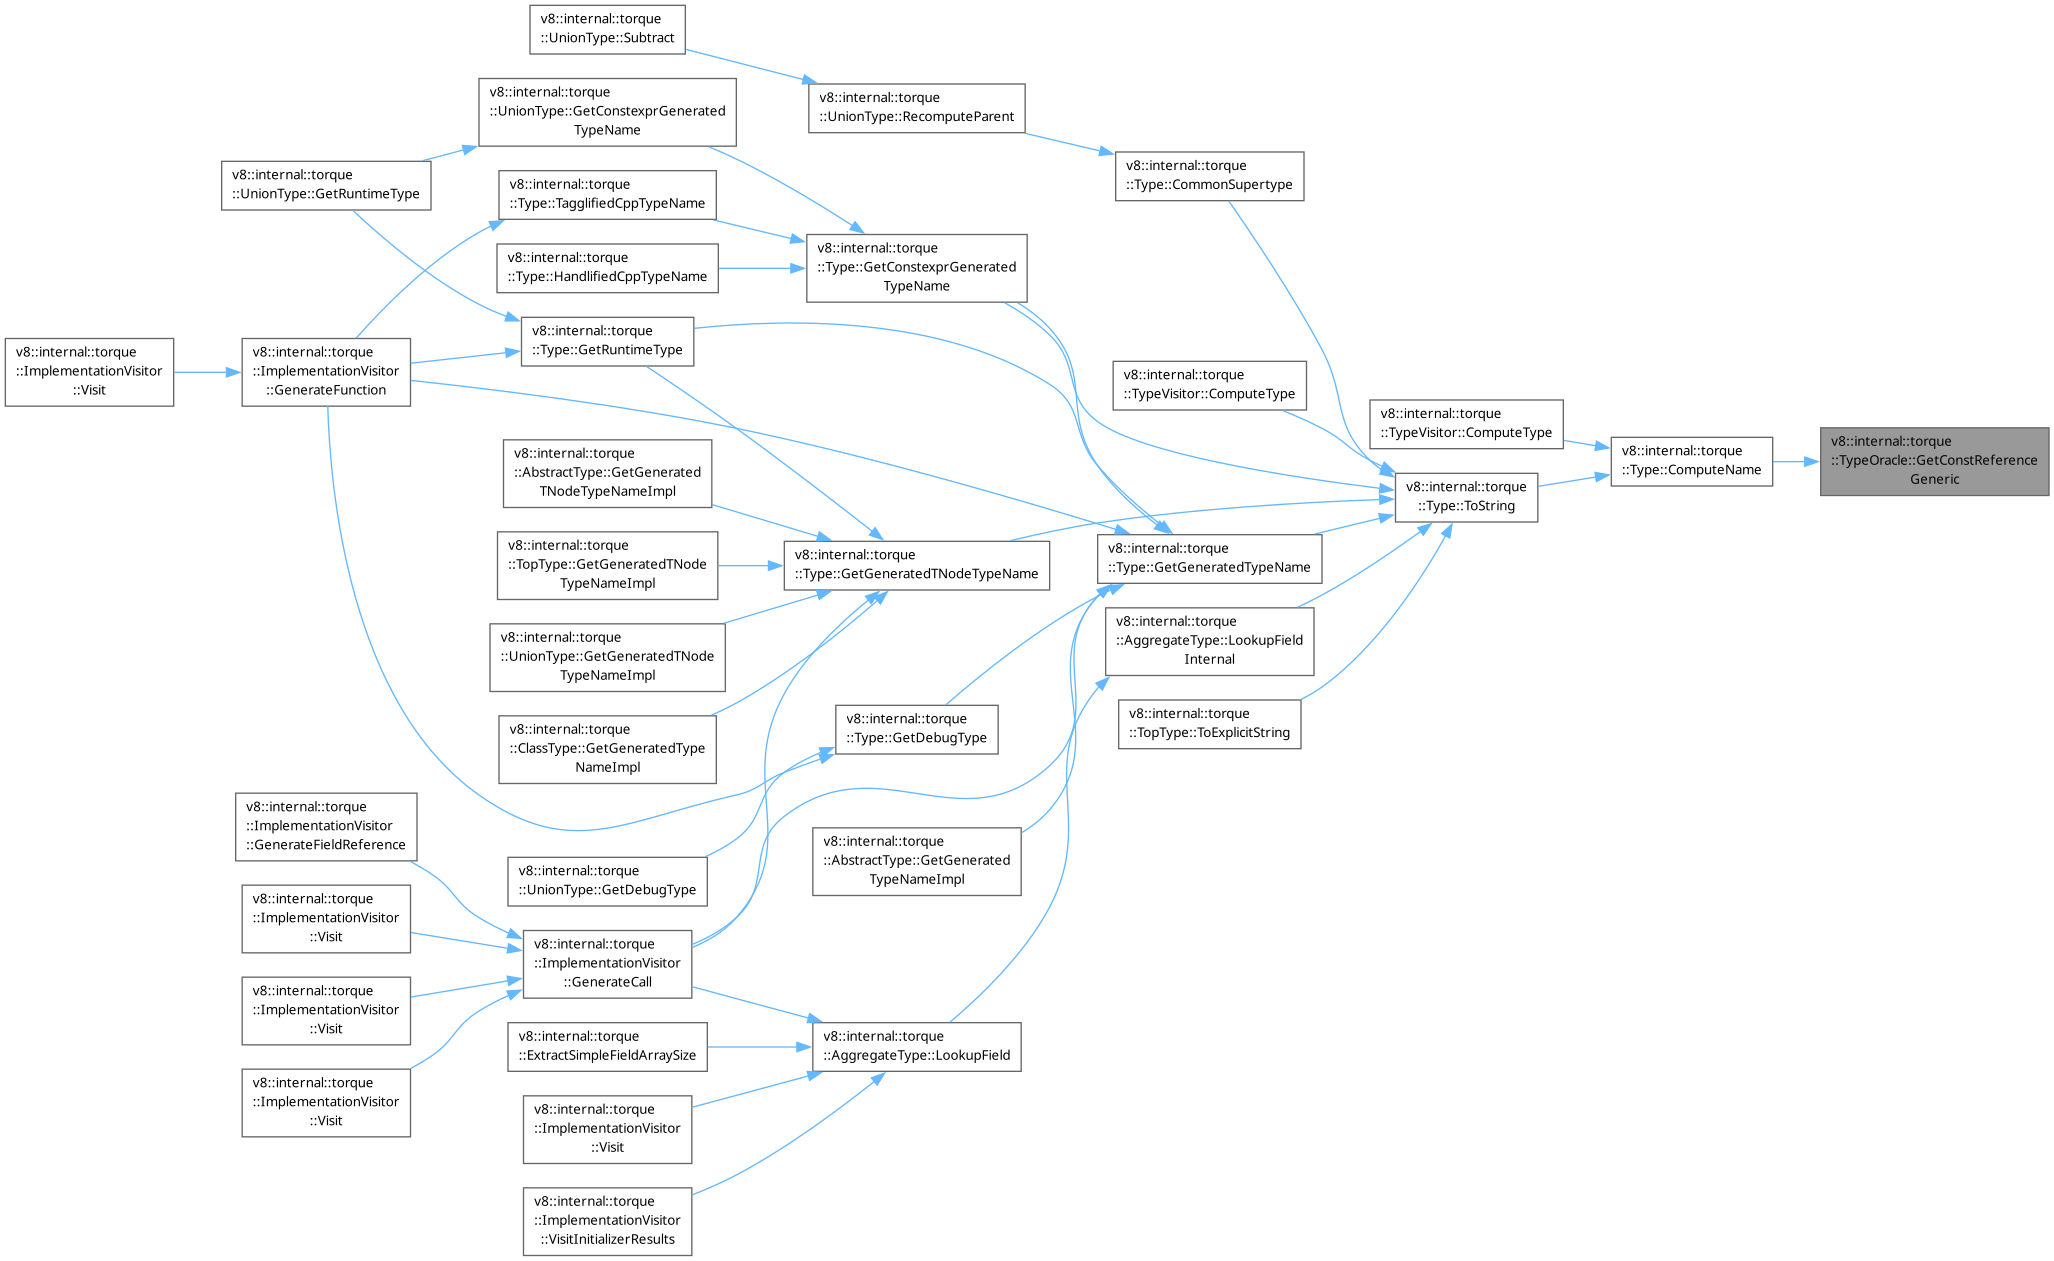 v8::internal::torque
::UnionType::Subtract
v8::internal::torque
::UnionType::GetConstexprGenerated
TypeName
v8::internal::torque
::UnionType::RecomputeParent
v8::internal::torque
::Type::CommonSupertype
v8::internal::torque
::UnionType::GetRuntimeType
v8::internal::torque
::Type::TagglifiedCppTypeName
v8::internal::torque
::Type::HandlifiedCppTypeName
v8::internal::torque
::Type::GetConstexprGenerated
TypeName
v8::internal::torque
::ImplementationVisitor
::Visit
v8::internal::torque
::ImplementationVisitor
::GenerateFunction
v8::internal::torque
::Type::GetRuntimeType
v8::internal::torque
::TypeVisitor::ComputeType
v8::internal::torque
::TypeVisitor::ComputeType
v8::internal::torque
::Type::ComputeName
v8::internal::torque
::TypeOracle::GetConstReference
Generic
v8::internal::torque
::AbstractType::GetGenerated
TNodeTypeNameImpl
v8::internal::torque
::Type::ToString
v8::internal::torque
::TopType::GetGeneratedTNode
TypeNameImpl
v8::internal::torque
::Type::GetGeneratedTNodeTypeName
v8::internal::torque
::Type::GetGeneratedTypeName
v8::internal::torque
::UnionType::GetGeneratedTNode
TypeNameImpl
v8::internal::torque
::AggregateType::LookupField
Internal
v8::internal::torque
::ClassType::GetGeneratedType
NameImpl
v8::internal::torque
::Type::GetDebugType
v8::internal::torque
::TopType::ToExplicitString
v8::internal::torque
::ImplementationVisitor
::GenerateFieldReference
v8::internal::torque
::UnionType::GetDebugType
v8::internal::torque
::AbstractType::GetGenerated
TypeNameImpl
v8::internal::torque
::ImplementationVisitor
::Visit
v8::internal::torque
::ImplementationVisitor
::GenerateCall
v8::internal::torque
::ImplementationVisitor
::Visit
v8::internal::torque
::ExtractSimpleFieldArraySize
v8::internal::torque
::AggregateType::LookupField
v8::internal::torque
::ImplementationVisitor
::Visit
v8::internal::torque
::ImplementationVisitor
::Visit
v8::internal::torque
::ImplementationVisitor
::VisitInitializerResults